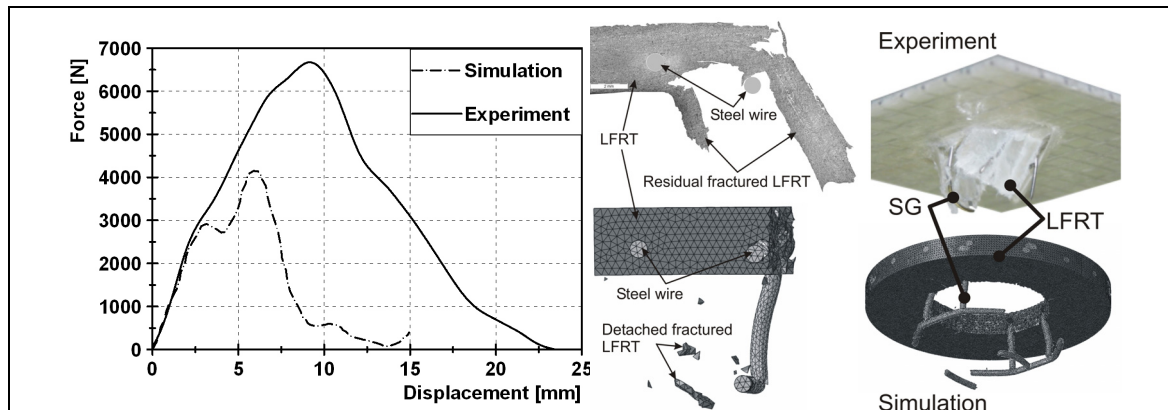 7000
6000
5000
4000
3000
2000
1000
0
Force [N]
Simulation
Experiment
0
5
10
15
20
25
Displacement [mm]
Steel wire
LFRT
Residual fractured LFRT
Steel wire
Detached fractured
LFRT
Experiment
SG
LFRT
Simulation